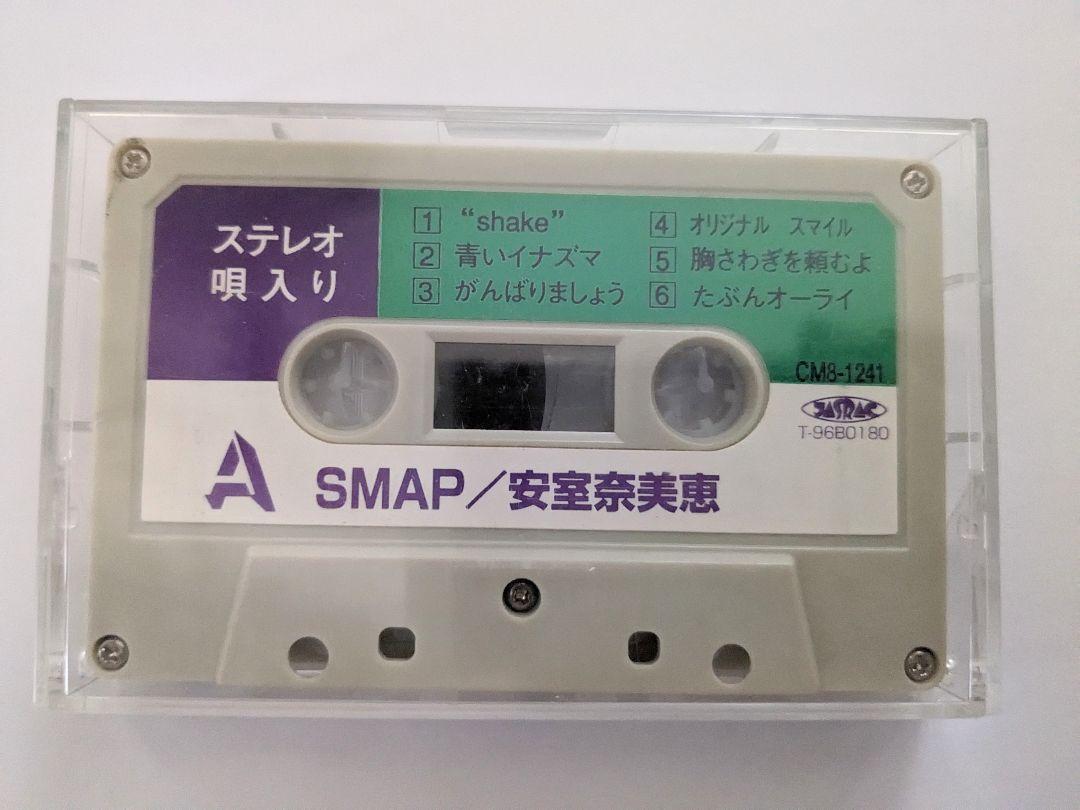 ステレオ
唄入り
1 “shake”
2 青いイナズマ
3 がんばりましょう
4 オリジナル スマイル
5 胸さわぎを頼むよ
6 たぶんオーライ
CM8-1241
JASRAC
T-96B0180
A SMAP／安室奈美恵